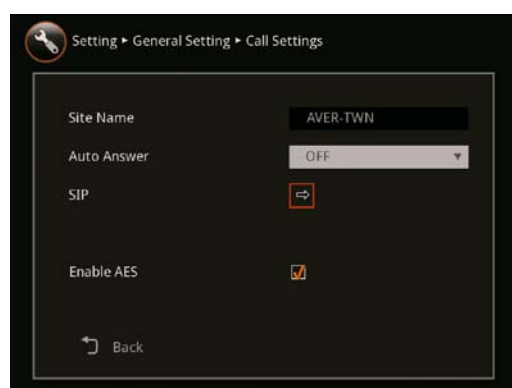 Setting ▸ General Setting ▸ Call Settings
Site Name AVER-TWN
Auto Answer OFF
SIP
Enable AES
Back